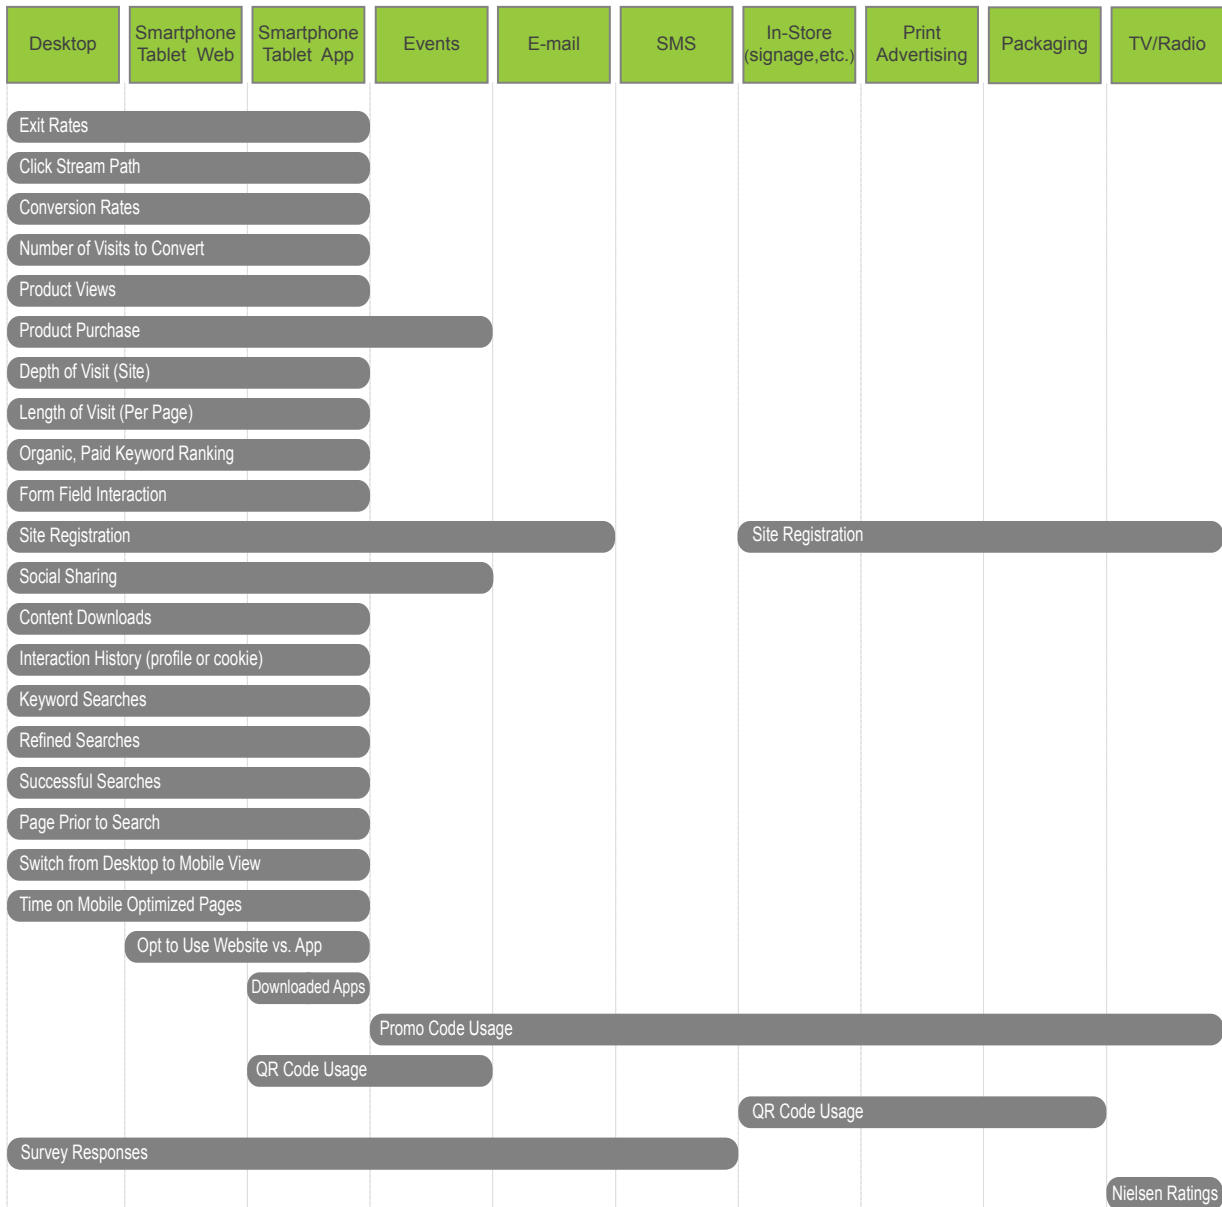 Desktop
Smartphone
Tablet Web
Smartphone
Tablet App
Events
E-mail
SMS
In-Store
(signage,etc.)
Print
Advertising
Packaging
TV/Radio
Exit Rates
Click Stream Path
Conversion Rates
Number of Visits to Convert
Product Views
Product Purchase
Depth of Visit (Site)
Length of Visit (Per Page)
Organic, Paid Keyword Ranking
Form Field Interaction
Site Registration
Site Registration
Social Sharing
Content Downloads
Interaction History (profile or cookie)
Keyword Searches
Refined Searches
Successful Searches
Page Prior to Search
Switch from Desktop to Mobile View
Time on Mobile Optimized Pages
Opt to Use Website vs. App
Downloaded Apps
Promo Code Usage
QR Code Usage
QR Code Usage
Survey Responses
Nielsen Ratings